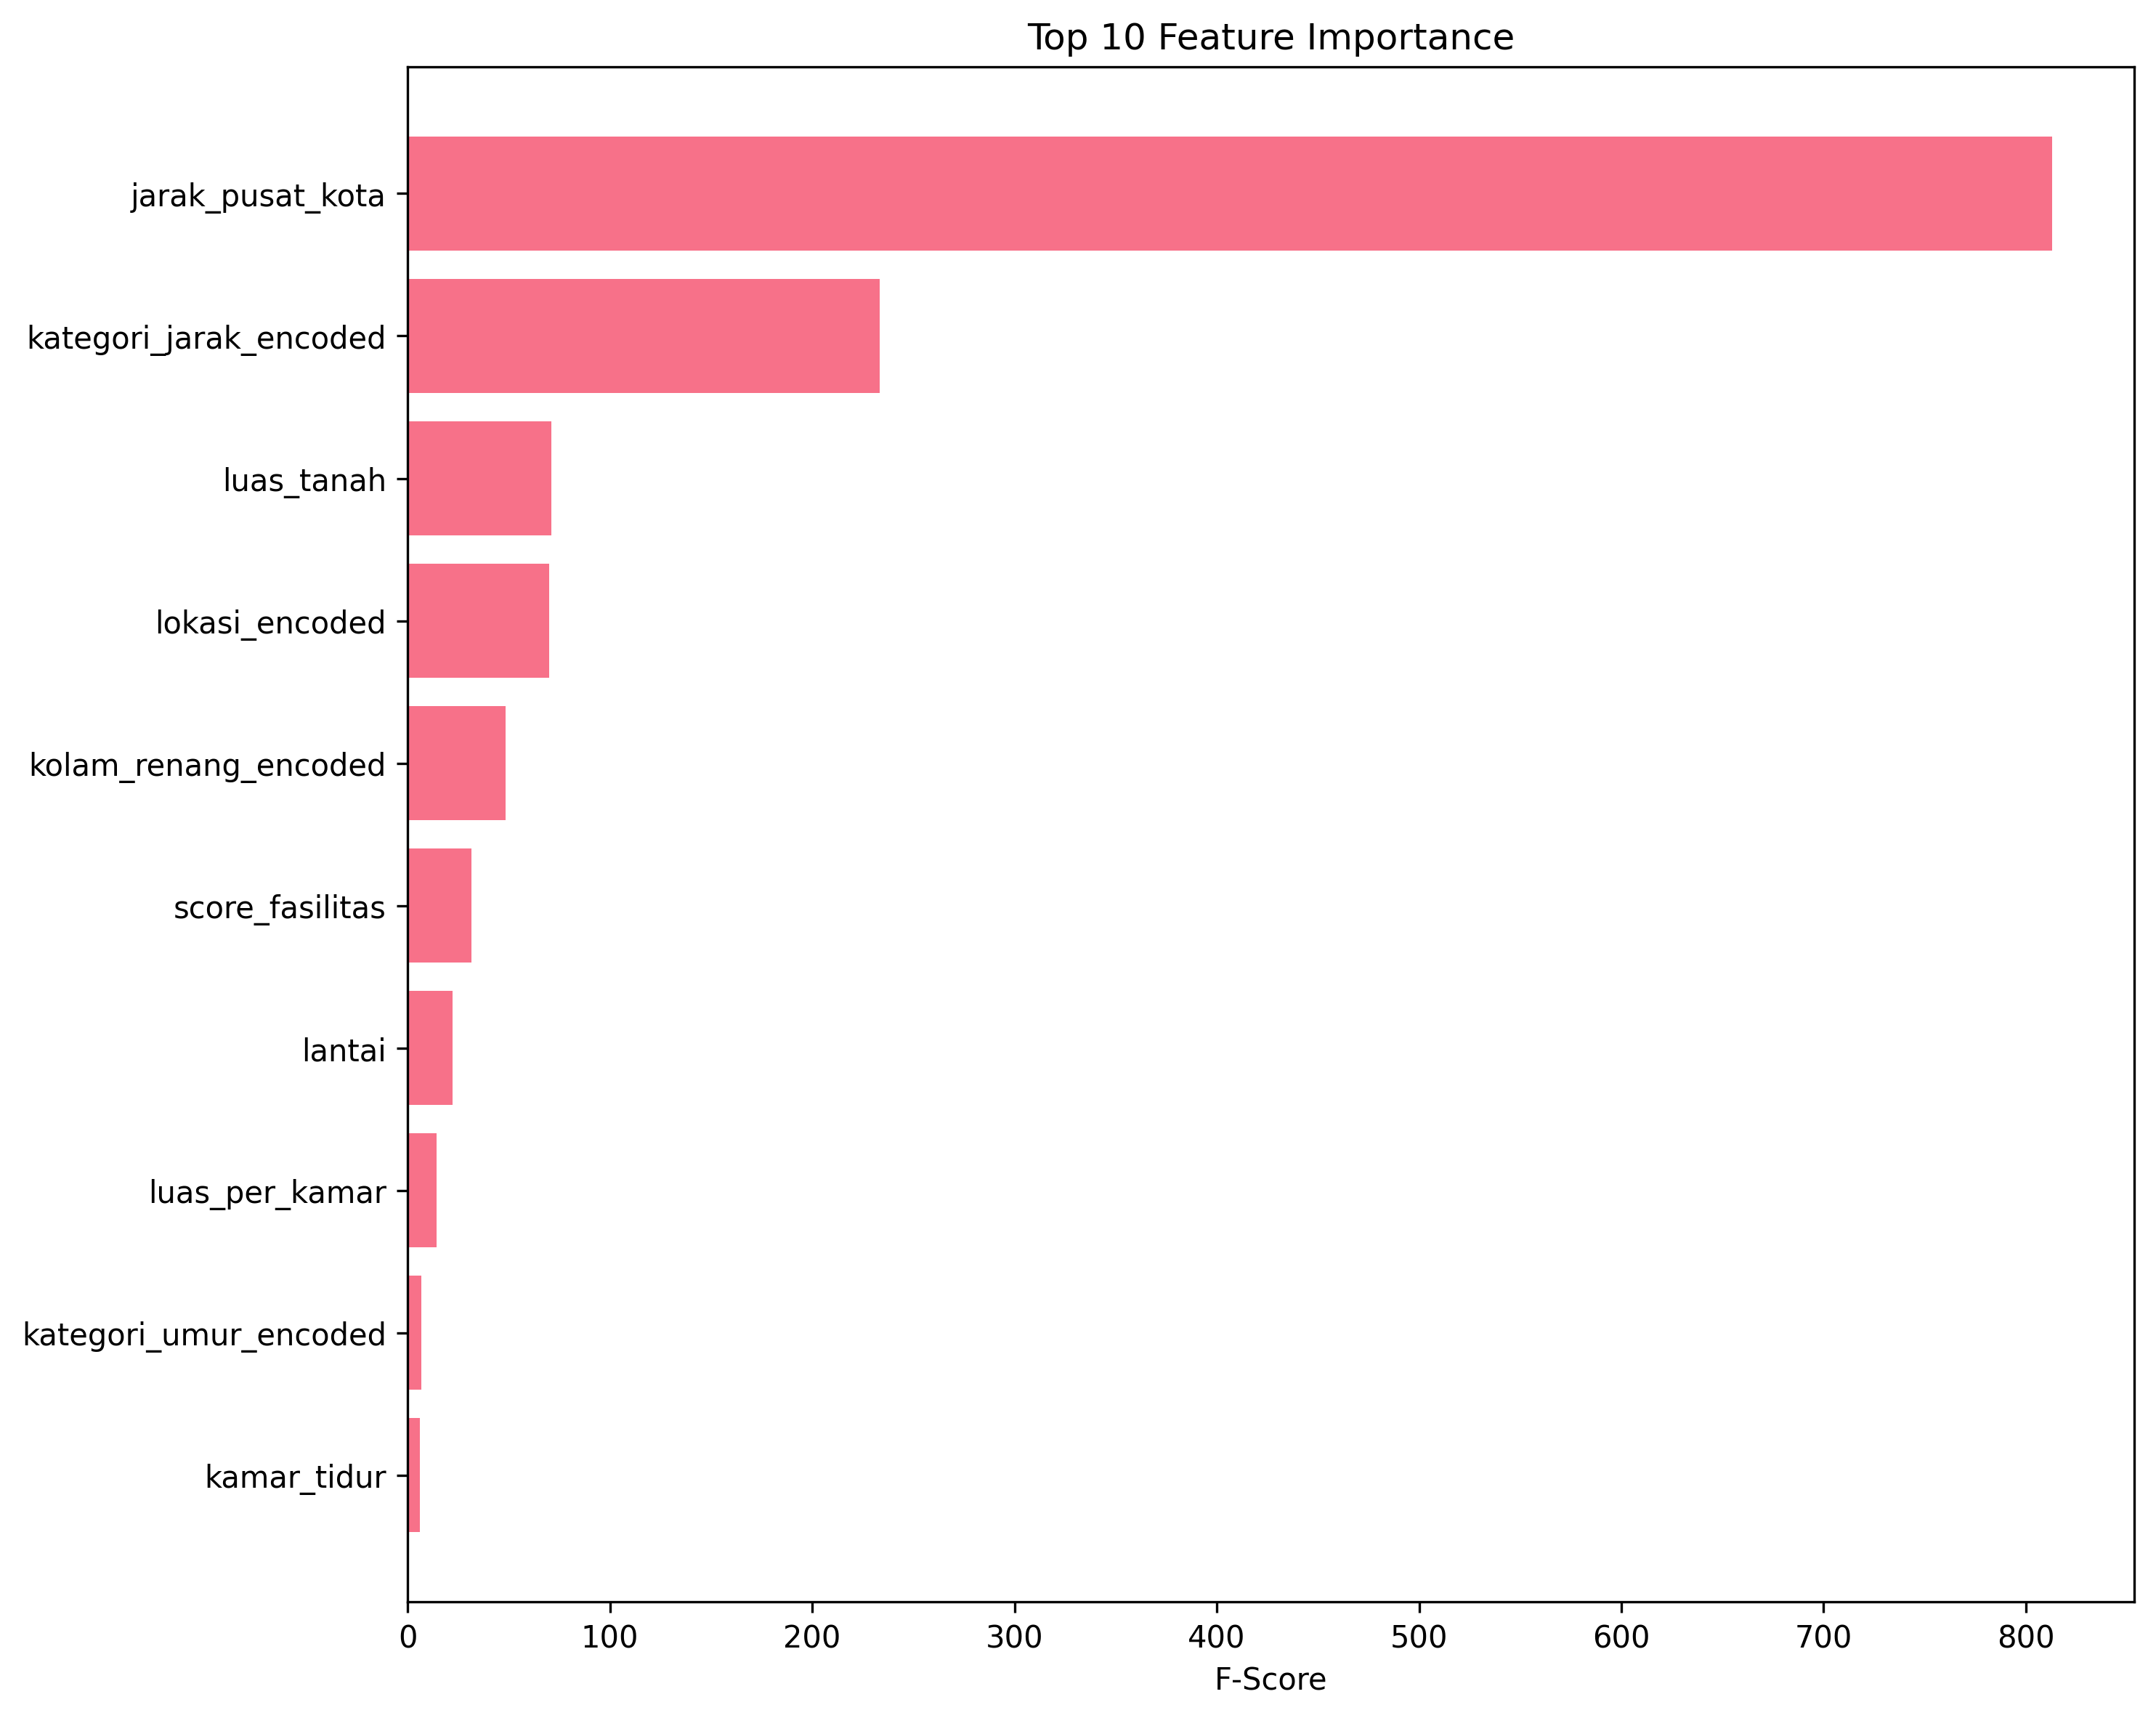 Top 10 Feature Importance
jarak_pusat_kota
kategori_jarak_encoded
luas_tanah
lokasi_encoded
kolam_renang_encoded
score_fasilitas
lantai
luas_per_kamar
kategori_umur_encoded
kamar_tidur
0 100 200 300 400 500 600 700 800
F-Score